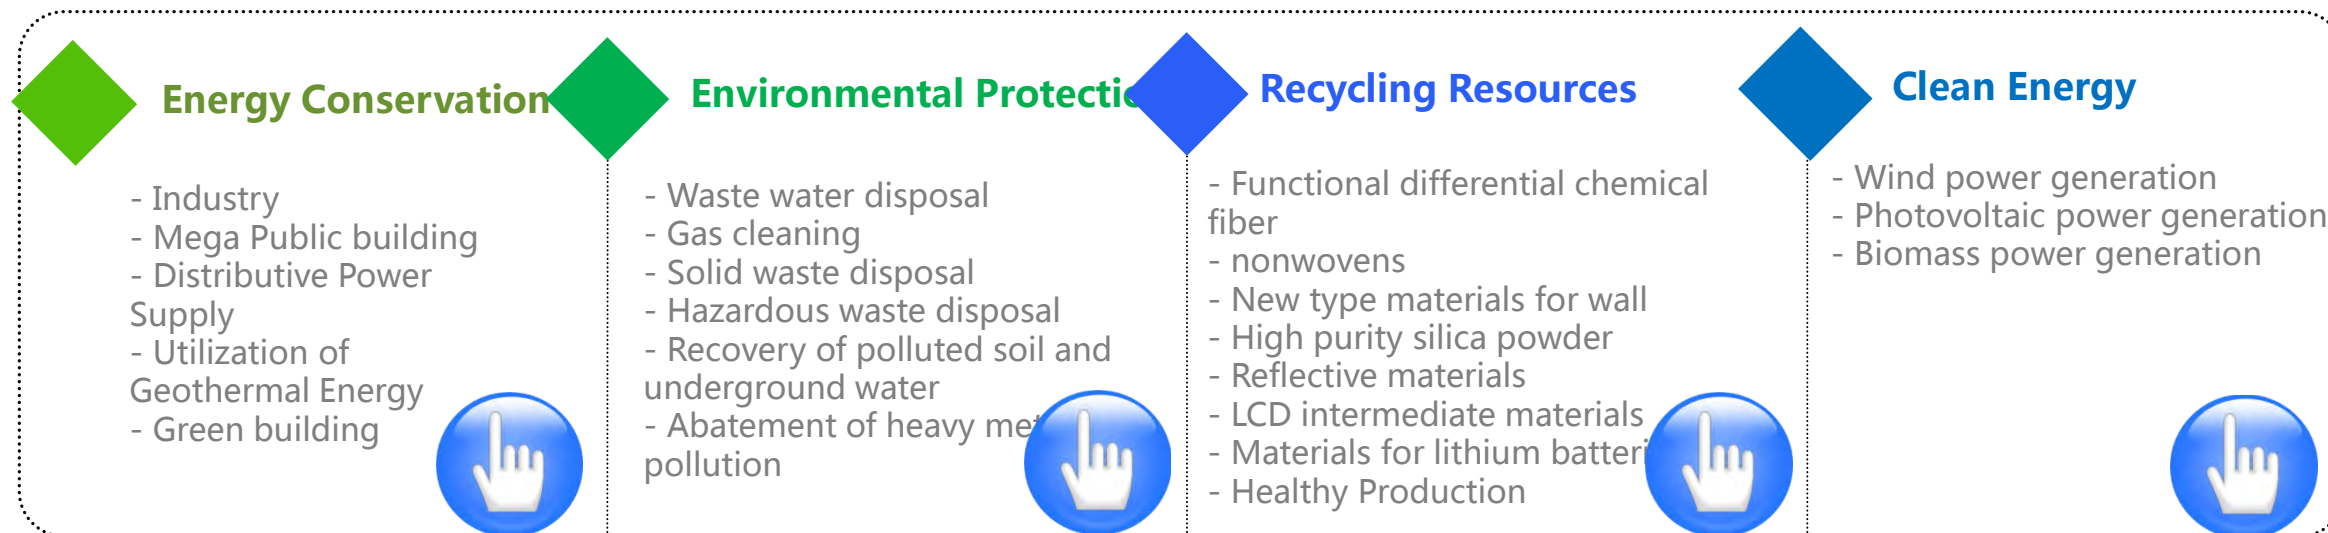 Energy Conservation
- Industry
- Mega Public building
- Distributive Power
Supply
- Utilization of
Geothermal Energy
- Green building
Environmental
- Waste water disposal
- Gas cleaning
- Solid waste disposal
- Hazardous waste disposal
- Recovery of polluted soil and
underground water
- Abatement of heavy
pollution
Recycling Resources
- Functional differential chemical
fiber
- nonwovens
- New type materials for wall
- High purity silica powder
- Reflective materials
- LCD intermediate materials
- Materials for lithium
- Healthy Production
Clean Energy
- Wind power generation
- Photovoltaic power generation
- Biomass power generation